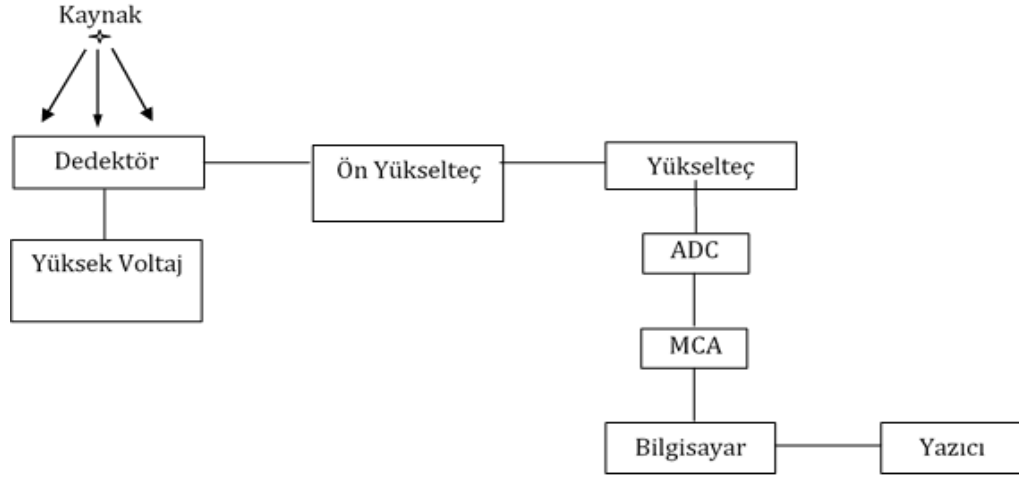 Kaynak
Dedektör
Ön Yükselteç
Yükselteç
Yüksek Voltaj
ADC
MCA
Bilgisayar
Yazıcı